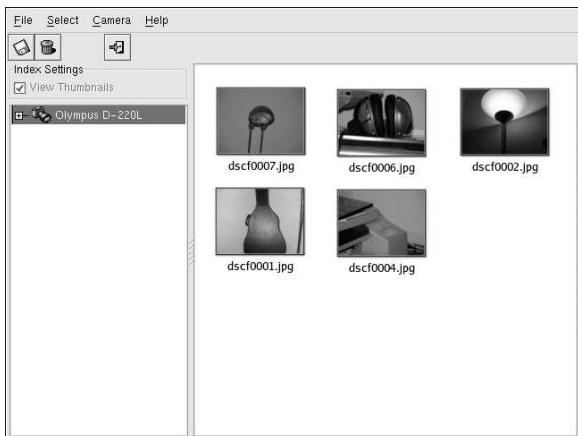 File Select Camera Help
Index Settings
View Thumbnails
Olympus D-220L
dscf0007.jpg dscf0006.jpg dscf0002.jpg
dscf0001.jpg dscf0004.jpg